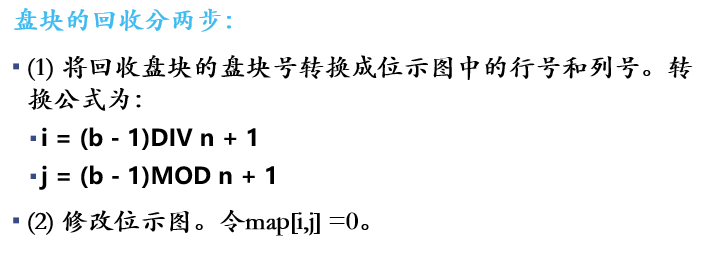 盘块的回收分两步：
▪(1) 将回收盘块的盘块号转换成位示图中的行号和列号。转
换公式为：
▪i = (b - 1)DIV n + 1
▪j = (b - 1)MOD n + 1
▪(2) 修改位示图。令map[i,j] =0。